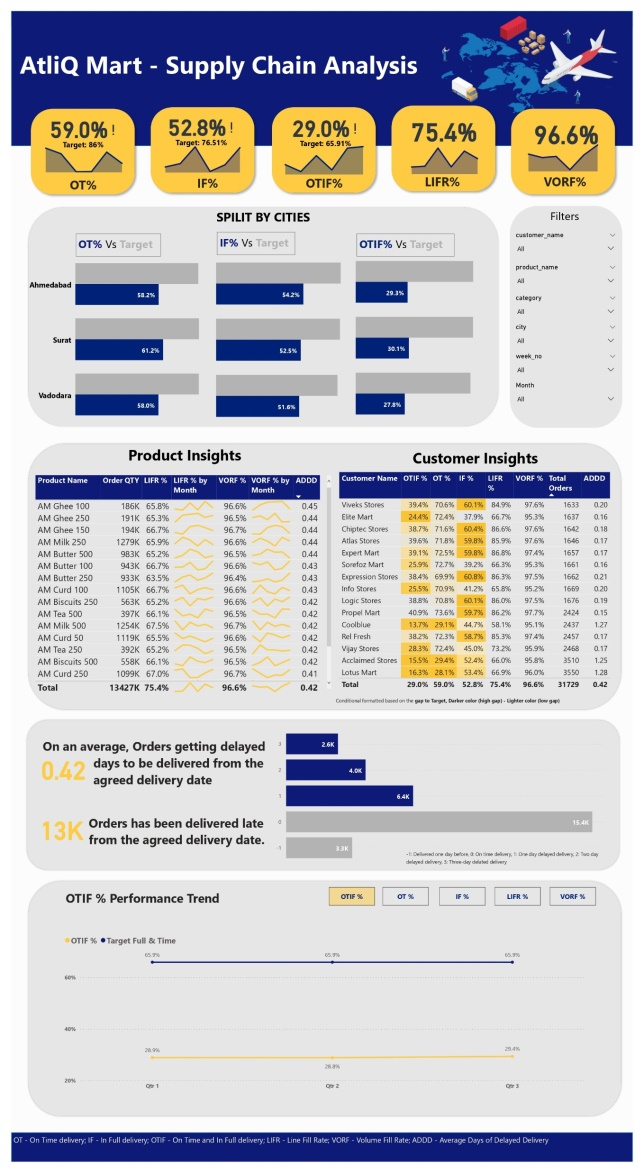 AtliQ Mart - Supply Chain Analysis
59.0% !
Target: 86%
OT%
52.8% !
Target: 76.51%
IF%
29.0% !
Target: 65.91%
OTIF%
75.4%
LIFR%
96.6%
VORF%
SPILIT BY CITIES
OT% Vs Target
IF% Vs Target
OTIF% Vs Target
Ahmedabad
58.2%
54.2%
29.3%
Surat
61.2%
52.5%
30.1%
Vadodara
58.0%
51.6%
27.8%
Filters
customer_name
All
product_name
All
category
All
city
All
week_no
All
Month
All
Product Insights
Product Name Order QTY LIFR % LIFR % by Month VORF % VORF % by Month ADDD
AM Ghee 100 186K 65.8% 96.6% 0.45
AM Ghee 250 191K 65.3% 96.5% 0.44
AM Ghee 150 194K 66.7% 96.7% 0.44
AM Milk 250 1279K 65.9% 96.6% 0.44
AM Butter 500 983K 65.2% 96.5% 0.44
AM Butter 100 943K 66.7% 96.6% 0.43
AM Butter 250 933K 63.5% 96.4% 0.43
AM Curd 100 1105K 66.7% 96.6% 0.43
AM Biscuits 250 563K 65.2% 96.6% 0.42
AM Tea 500 397K 66.1% 96.5% 0.42
AM Milk 500 1254K 67.5% 96.7% 0.42
AM Curd 50 1119K 65.5% 96.6% 0.42
AM Tea 250 392K 65.2% 96.6% 0.42
AM Biscuits 500 558K 66.1% 96.5% 0.42
AM Curd 250 1099K 67.0% 96.7% 0.41
Total 13427K 75.4% 96.6% 0.42
Customer Insights
Customer Name OTIF % OT % IF % LIFR % VORF % Total Orders ADDD
Viveks Stores 39.4% 70.6% 60.1% 84.9% 97.6% 1633 0.20
Elite Mart 24.4% 72.4% 37.9% 66.7% 95.3% 1637 0.16
Chiptec Stores 38.7% 71.6% 60.4% 86.6% 97.6% 1642 0.18
Atlas Stores 39.6% 71.8% 59.8% 85.9% 97.6% 1646 0.17
Expert Mart 39.1% 72.5% 59.8% 86.8% 97.4% 1657 0.17
Sorefoz Mart 25.9% 72.7% 39.2% 66.3% 95.3% 1661 0.16
Expression Stores 38.4% 69.9% 60.8% 86.3% 97.5% 1662 0.21
Info Stores 25.5% 70.9% 41.2% 65.8% 95.2% 1669 0.20
Logic Stores 38.8% 70.8% 60.1% 86.0% 97.5% 1676 0.19
Propel Mart 40.9% 73.6% 59.7% 86.2% 97.7% 2424 0.15
Coolblue 13.7% 29.1% 44.7% 58.1% 95.1% 2437 1.27
Rel Fresh 38.2% 72.3% 58.7% 85.3% 97.4% 2457 0.17
Vijay Stores 28.3% 72.4% 45.0% 73.2% 95.9% 2468 0.17
Acclaimed Stores 15.5% 29.4% 52.4% 66.0% 95.8% 3510 1.25
Lotus Mart 16.3% 28.1% 53.4% 66.9% 96.0% 3550 1.28
Total 29.0% 59.0% 52.8% 75.4% 96.6% 31729 0.42
Conditional formatted based on the gap to Target, Darker color (high gap) - Lighter color (low gap)
On an average, Orders getting delayed
0.42 days to be delivered from the
agreed delivery date
13K Orders has been delivered late
from the agreed delivery date.
3 2.6K
2 4.0K
1 6.4K
0 15.4K
-1 3.3K
-1: Delivered one day before, 0: On time delivery, 1: One day delayed delivery, 2: Two day
delayed delivery, 3: Three-day delated delivery
OTIF % Performance Trend
OTIF %
OT %
IF %
LIFR %
VORF %
OTIF % Target Full & Time
65.9% 65.9% 65.9%
60%
40%
28.9% 28.8% 29.4%
20%
Qtr 1 Qtr 2 Qtr 3
OT - On Time delivery; IF - In Full delivery; OTIF - On Time and In Full delivery; LIFR - Line Fill Rate; VORF - Volume Fill Rate; ADDD - Average Days of Delayed Delivery